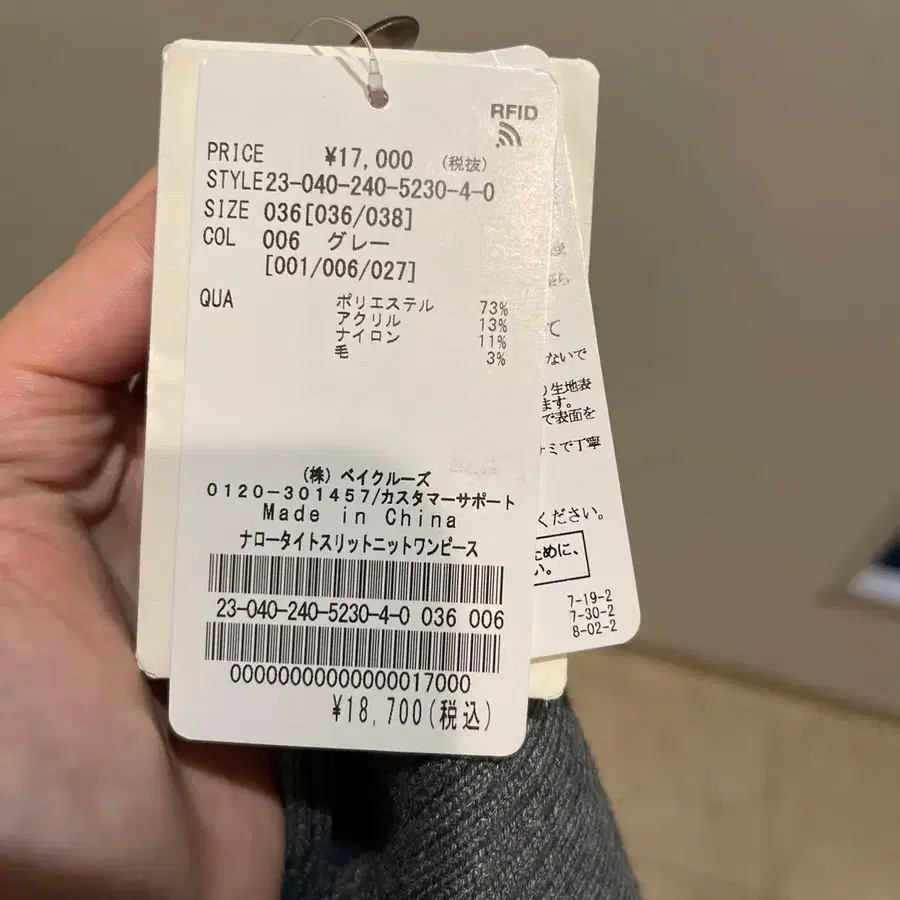 RFID
PRICE ¥17,000 (税抜)
STYLE23-040-240-5230-4-0
SIZE 036[036/038]
COL 006 グレー
[001/006/027]
QUA ポリエステル 73%
アクリル 13%
ナイロン 11%
毛 3%
(株) ベイクルーズ
0120-301457/カスタマーサポート
Made in China
ナロータイトスリットニットワンピース
23-040-240-5230-4-0 036 006
00000000000000017000
¥18,700(税込)
て
ないで
生地表
ます。
で表面を
ミで丁寧
ください。
ために、
い。
7-19-2
7-30-2
8-02-2